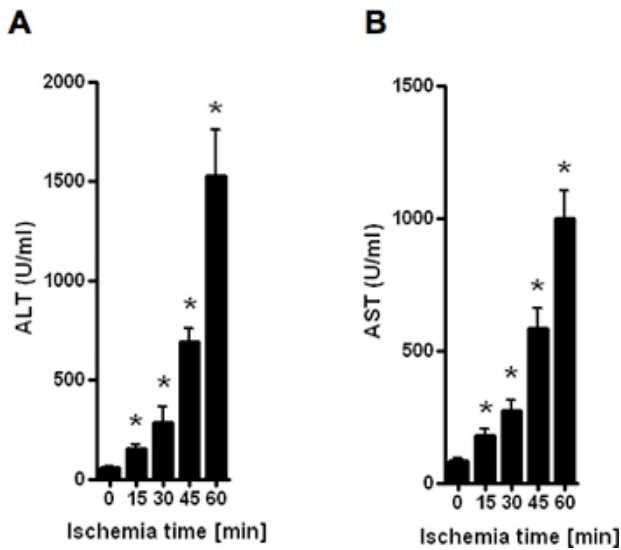 A
B
2000
1500
1000
500
0
ALT (U/ml)
* * * *
0 15 30 45 60
Ischemia time [min]
1500
1000
500
0
AST (U/ml)
* * * *
0 15 30 45 60
Ischemia time [min]